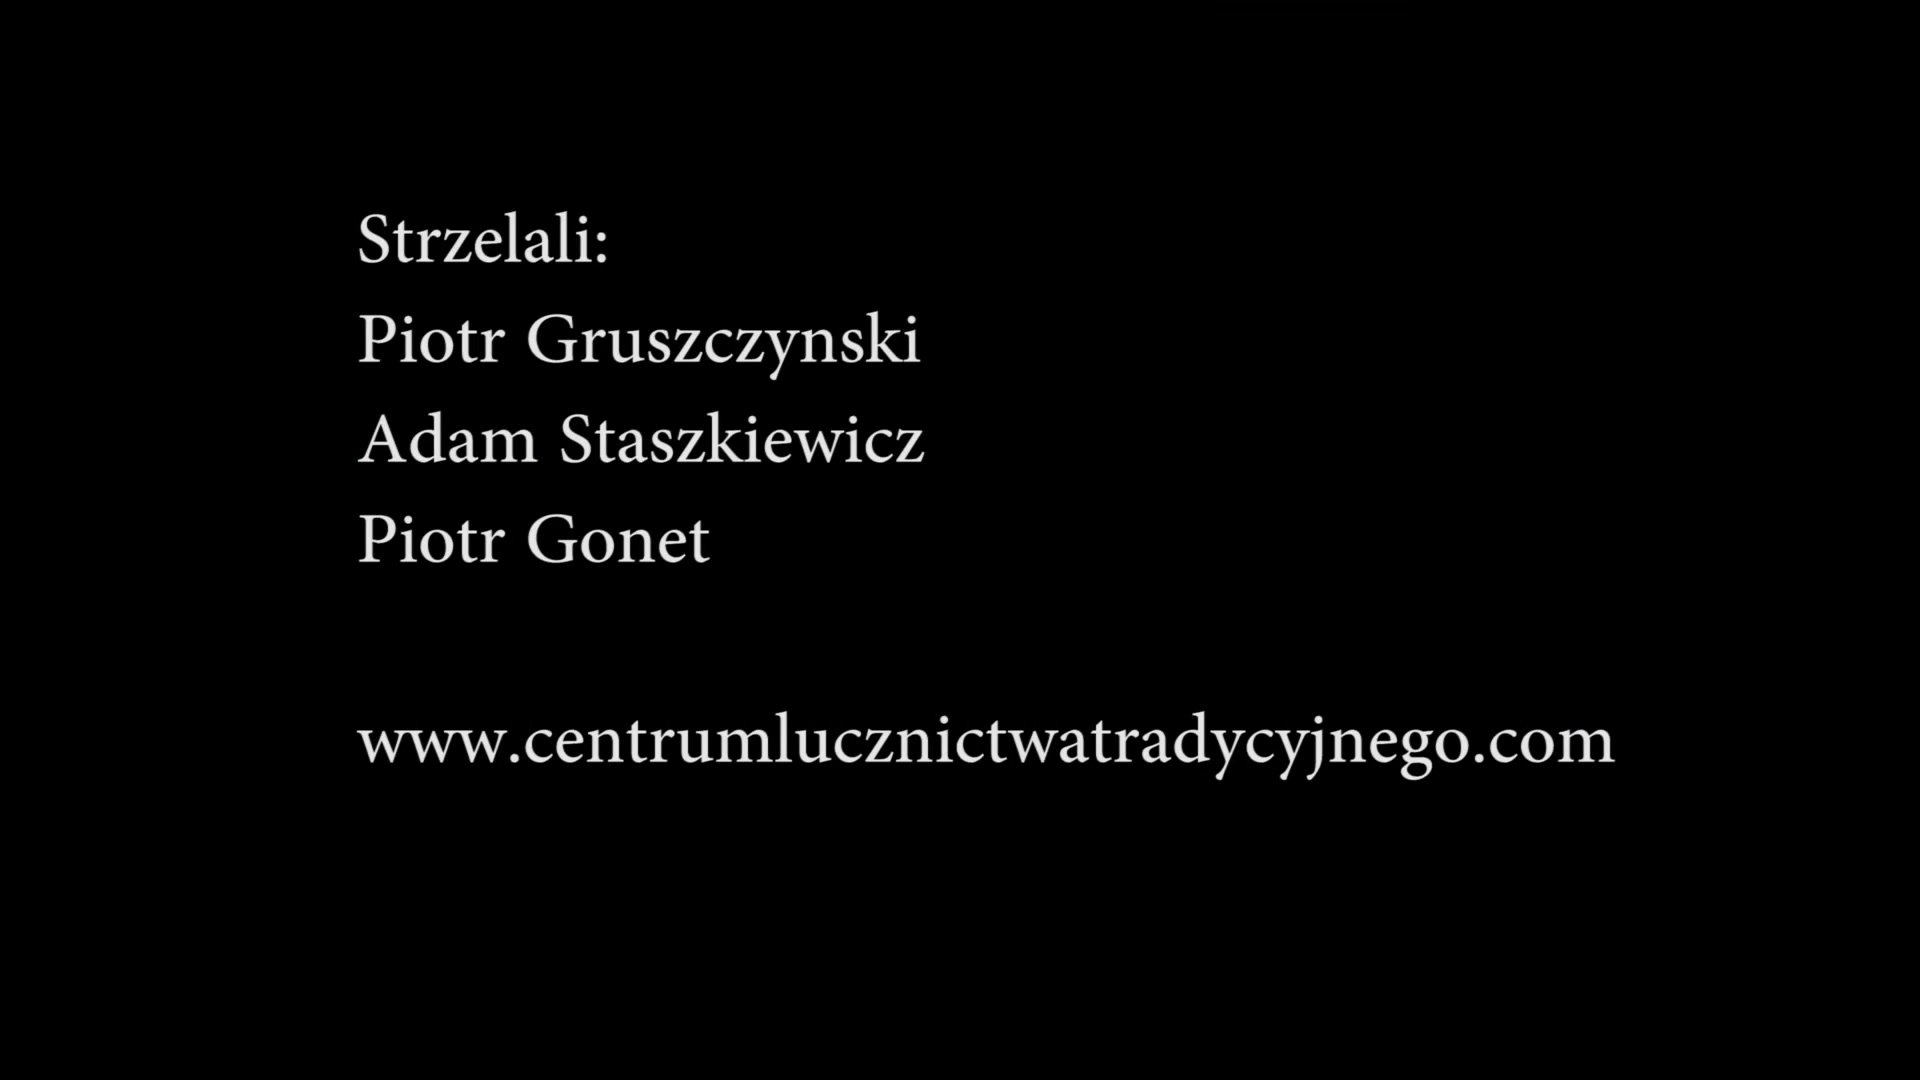 Strzelali:
Piotr Gruszczynski
Adam Staszkiewicz
Piotr Gonet
www.centrumlucznictwatradycyjnego.com